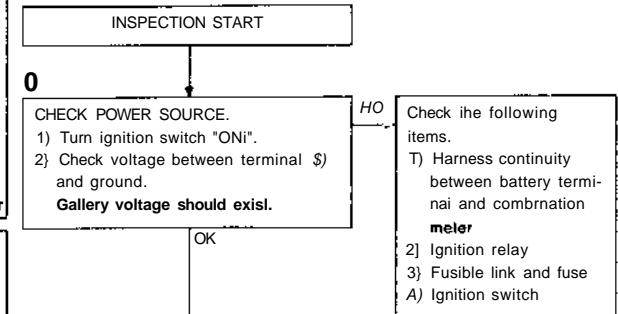 INSPECTION START
0
CHECK POWER SOURCE.
1) Turn ignition switch "ONi".
2} Check voltage between terminal $)
and ground.
Gallery voltage should exisl.
HO
OK
Check ihe following
items.
T) Harness continuity
between battery termi-
nai and combrnation
meler
2] Ignition relay
3} Fusible link and fuse
A) Ignition switch